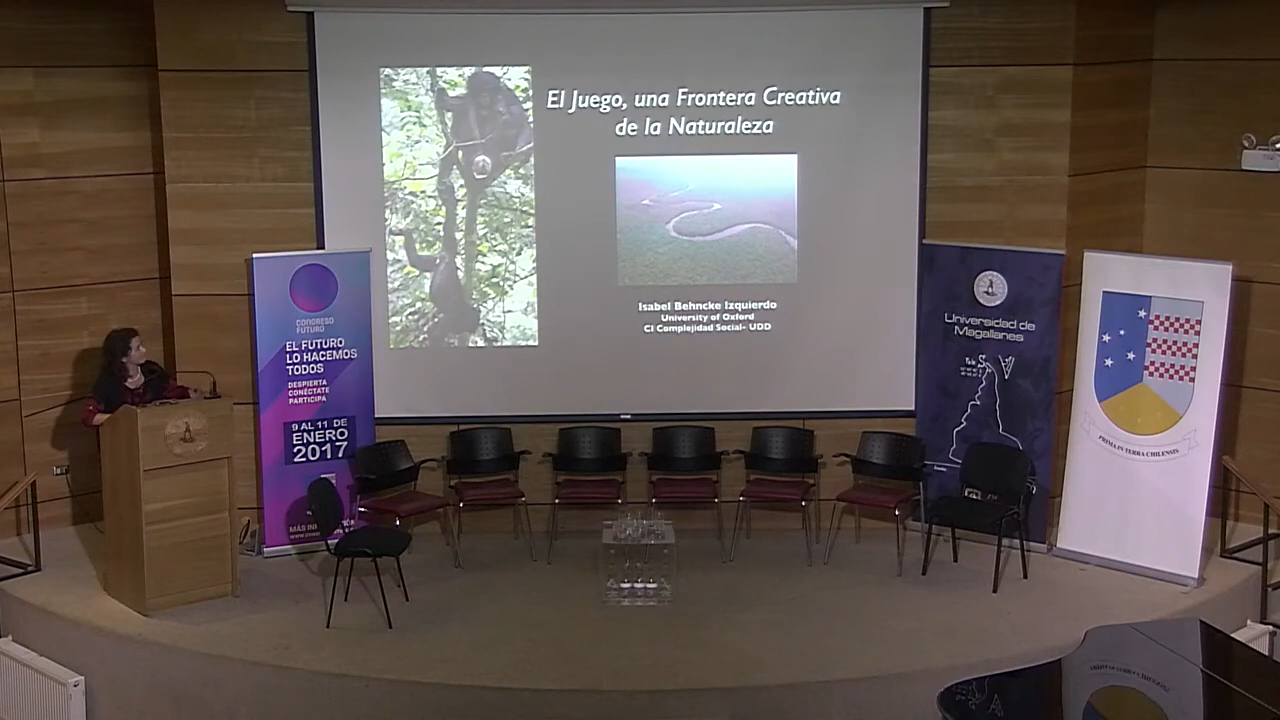 El Juego, una Frontera Creativa
de la Naturaleza
Isabel Behncke Izquierdo
University of Oxford
CI Complejidad Social- UDD
CONGRESO
FUTURO
EL FUTURO
LO HACEMOS
TODOS
DESPIERTA
CONÉCTATE
PARTICIPA
9 AL 11 DE
ENERO
2017
MÁS
Universidad de
Magallanes
PRIMA IN TERRA CHILENSIS